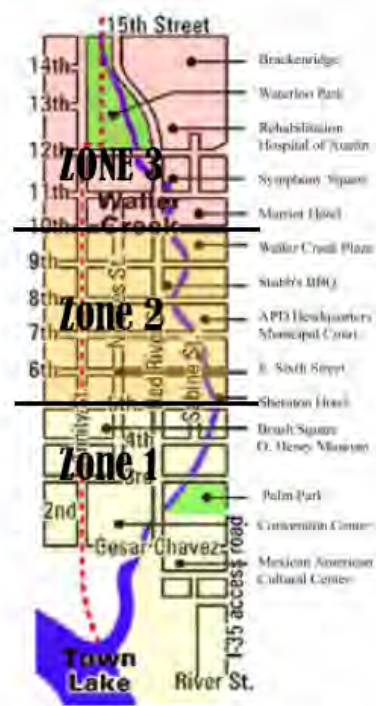 15th Street
14th
Brackenridge
Waterloo Park
13th
Rehabilitation
Hospital of Austin
12th
ZONE 3
Symphony Square
11th
Waller
Creek
Marriot Hotel
10th
Waller Creek Plaza
9th
Stubb's BBQ
8th
Zone 2
APD Headquarters
Municipal Court
7th
6th
E. Sixth Street
Sabine St.
Sheraton Hotel
Brush Square
O. Henry Museum
4th
Zone 1
3rd
Palm Park
2nd
Convention Center
Cesar Chavez
Mexican American
Cultural Center
I-35 access road
Town
Lake
River St.